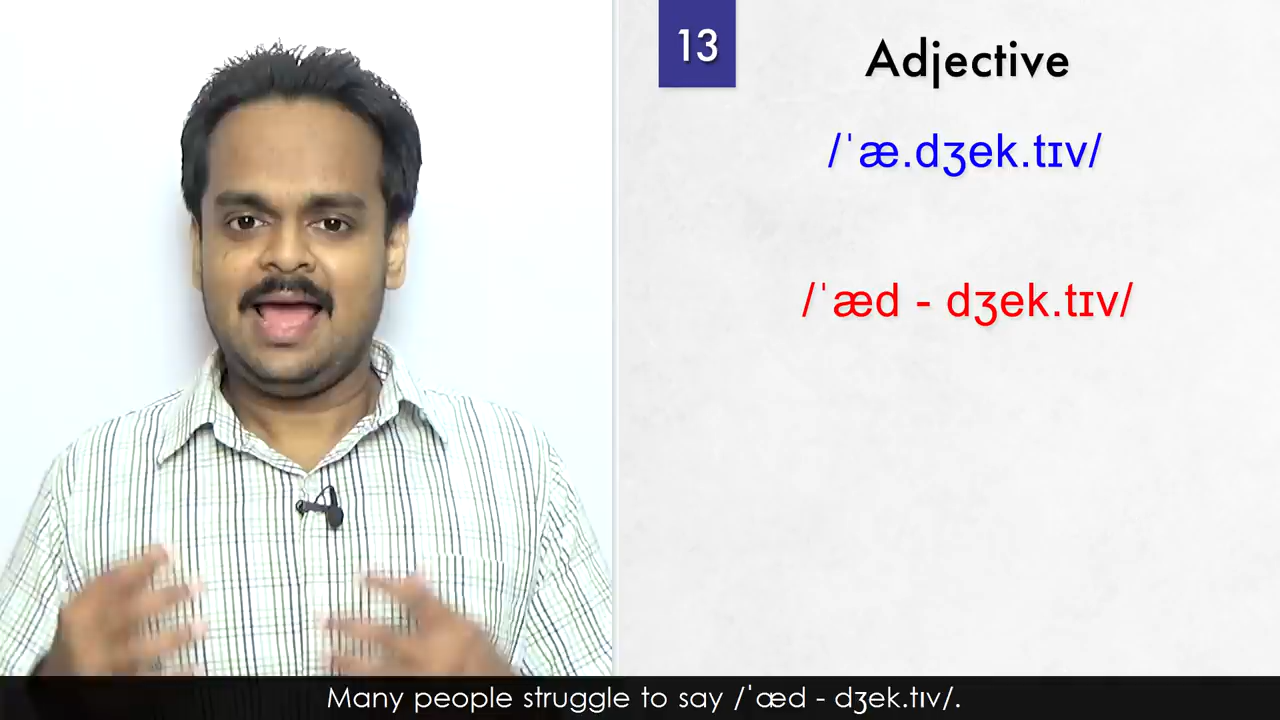 13
Adjective
/ˈæ.dʒek.tɪv/
/ˈæd - dʒek.tɪv/
Many people struggle to say /ˈæd - dʒek.tɪv/.